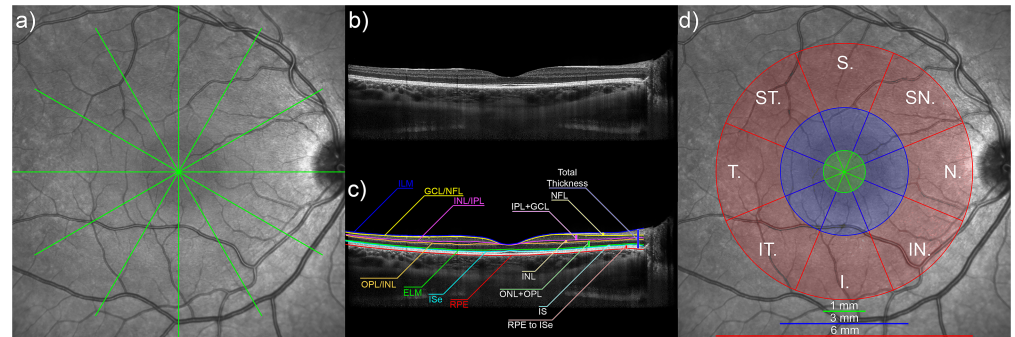 a)
b)
c)
ILM
GCL/NFL
INL/IPL
Total
Thickness
NFL
IPL+GCL
OPL/INL
ELM
ISe
RPE
INL
ONL+OPL
IS
RPE to ISe
d)
S.
ST.
SN.
T.
N.
IT.
IN.
I.
1 mm
3 mm
6 mm